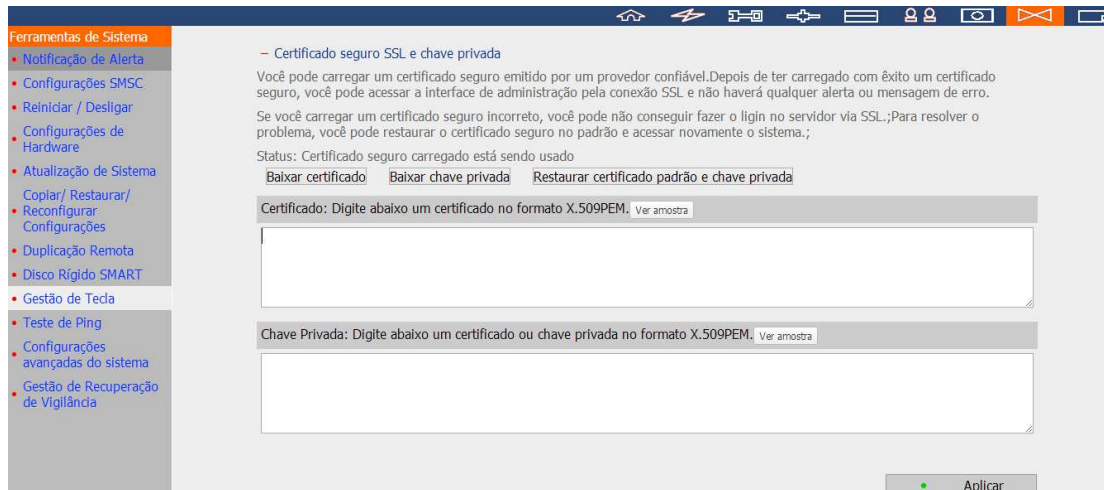 Ferramentas de Sistema
Notificação de Alerta
Configurações SMSC
Reiniciar / Desligar
Configurações de
Hardware
Atualização de Sistema
Copiar/ Restaurar/
Reconfigurar
Configurações
Duplicação Remota
Disco Rígido SMART
Gestão de Tecla
Teste de Ping
Configurações
avançadas do sistema
Gestão de Recuperação
de Vigilância
– Certificado seguro SSL e chave privada
Você pode carregar um certificado seguro emitido por um provedor confiável.Depois de ter carregado com êxito um certificado
seguro, você pode acessar a interface de administração pela conexão SSL e não haverá qualquer alerta ou mensagem de erro.
Se você carregar um certificado seguro incorreto, você pode não conseguir fazer o ligin no servidor via SSL.;Para resolver o
problema, você pode restaurar o certificado seguro no padrão e acessar novamente o sistema.;
Status: Certificado seguro carregado está sendo usado
Baixar certificado Baixar chave privada Restaurar certificado padrão e chave privada
Certificado: Digite abaixo um certificado no formato X.509PEM. Ver amostra
Chave Privada: Digite abaixo um certificado ou chave privada no formato X.509PEM. Ver amostra
Aplicar